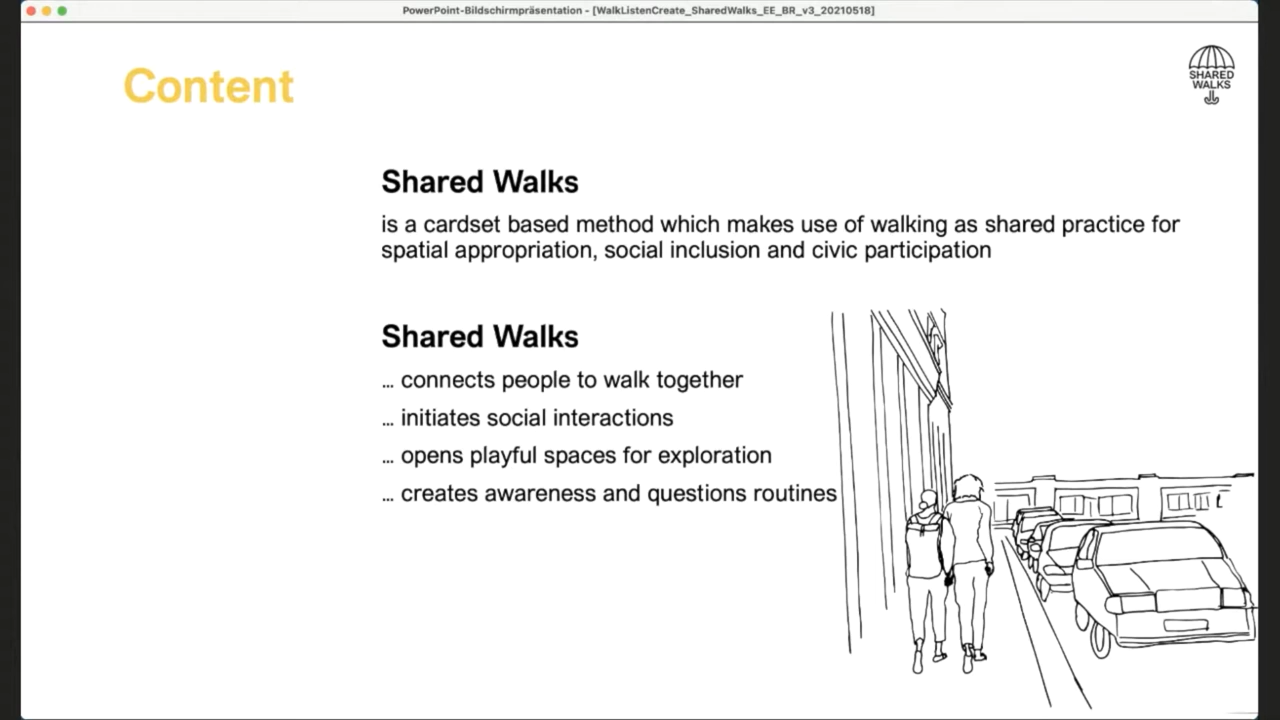 PowerPoint-Bildschirmpräsentation - [WalkListenCreate_SharedWalks_EE_BR_v3_20210518]
Content
SHARED
WALKS
Shared Walks
is a cardset based method which makes use of walking as shared practice for
spatial appropriation, social inclusion and civic participation
Shared Walks
... connects people to walk together
... initiates social interactions
... opens playful spaces for exploration
... creates awareness and questions routines